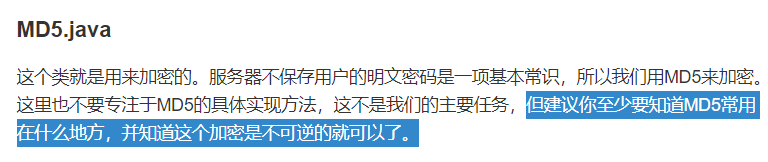 MD5.java
这个类就是用来加密的。服务器不保存用户的明文密码是一项基本常识，所以我们用MD5来加密。
这里也不要专注于MD5的具体实现方法，这不是我们的主要任务，但建议你至少要知道MD5常用
在什么地方，并知道这个加密是不可逆的就可以了。